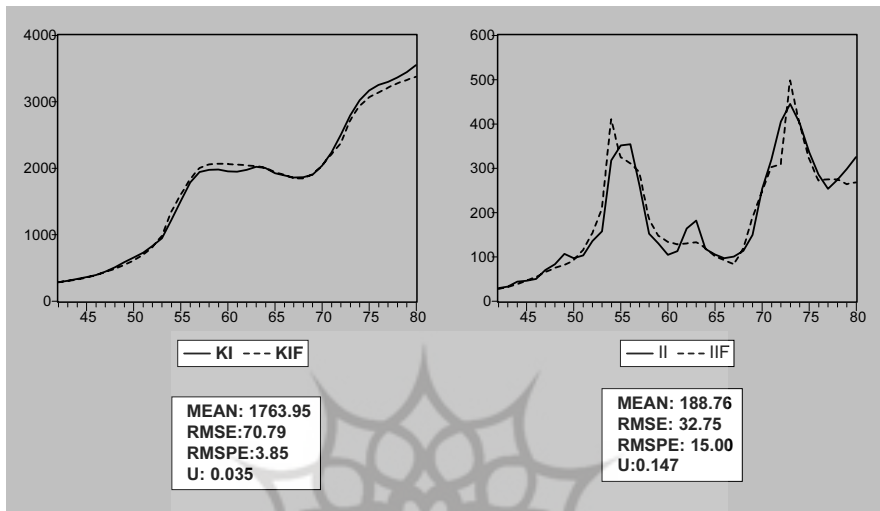 4000
3000
2000
1000
0
45 50 55 60 65 70 75 80
KI KIF
MEAN: 1763.95
RMSE:70.79
RMSPE:3.85
U: 0.035
600
500
400
300
200
100
0
45 50 55 60 65 70 75 80
II IIF
MEAN: 188.76
RMSE: 32.75
RMSPE: 15.00
U:0.147